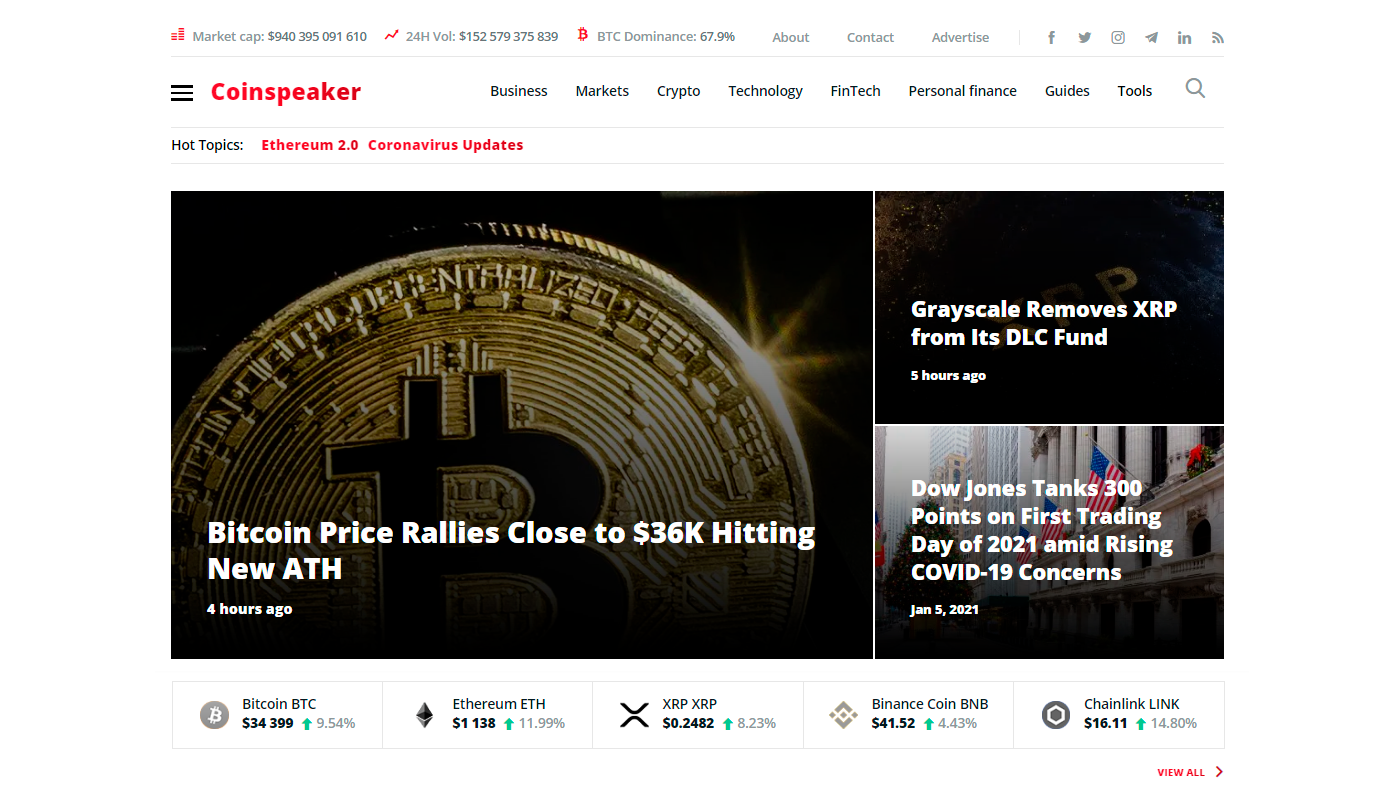 Market cap: $940 395 091 610 24H Vol: $152 579 375 839 BTC Dominance: 67.9% About Contact Advertise
Coinspeaker Business Markets Crypto Technology FinTech Personal finance Guides Tools
Hot Topics: Ethereum 2.0 Coronavirus Updates
DECENTRALIZED PEER
BITCOIN
Bitcoin Price Rallies Close to $36K Hitting
New ATH
4 hours ago
XRP
Grayscale Removes XRP
from Its DLC Fund
5 hours ago
Dow Jones Tanks 300
Points on First Trading
Day of 2021 amid Rising
COVID-19 Concerns
Jan 5, 2021
Bitcoin BTC
$34 399 9.54%
Ethereum ETH
$1 138 11.99%
XRP XRP
$0.2482 8.23%
Binance Coin BNB
$41.52 4.43%
Chainlink LINK
$16.11 14.80%
VIEW ALL